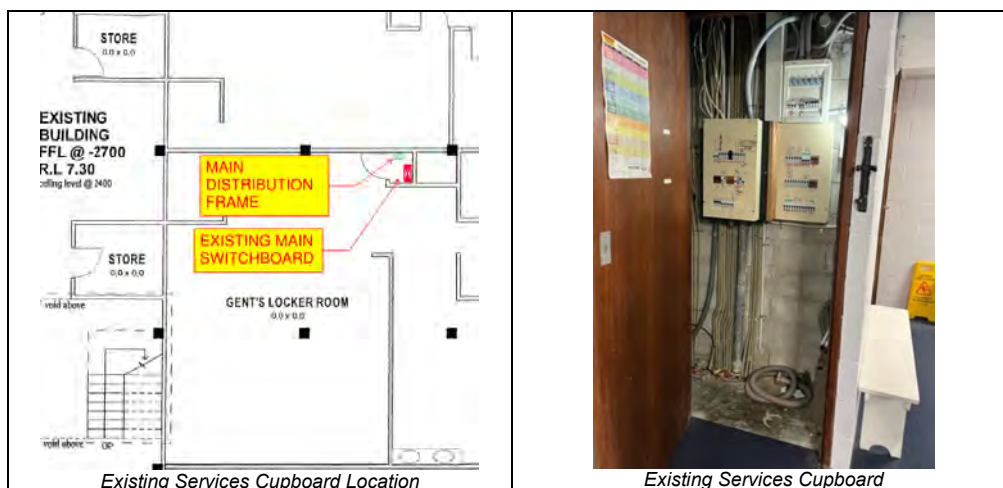 STORE
0.0 x 0.0
EXISTING
BUILDING
FFL @ -2700
R.L 7.30
ceiling level @ 2400
MAIN
DISTRIBUTION
FRAME
EXISTING MAIN
SWITCHBOARD
STORE
0.0 x 0.0
void above
GENT'S LOCKER ROOM
0.0 x 0.0
void above
UP
Existing Services Cupboard Location
Existing Services Cupboard